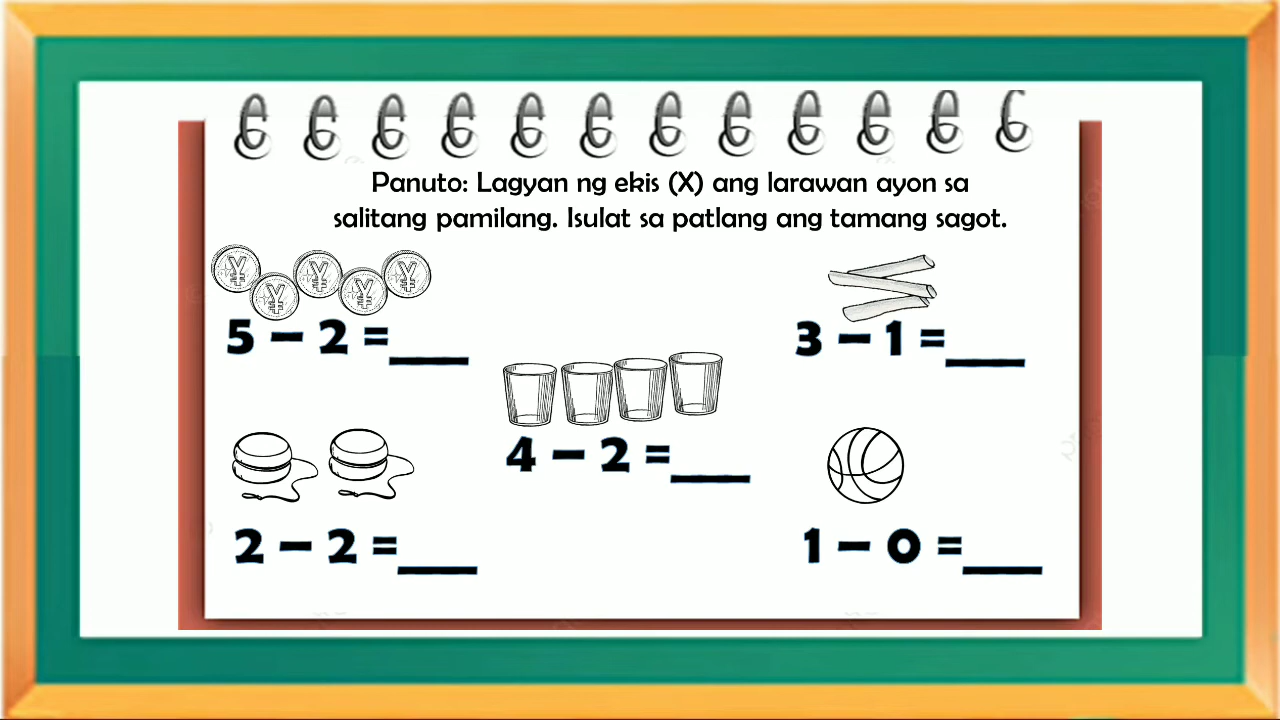 Panuto: Lagyan ng ekis (X) ang larawan ayon sa
salitang pamilang. Isulat sa patlang ang tamang sagot.
5 – 2 =___
3 – 1 =___
4 – 2 =___
2 – 2 =___
1 – 0 =___